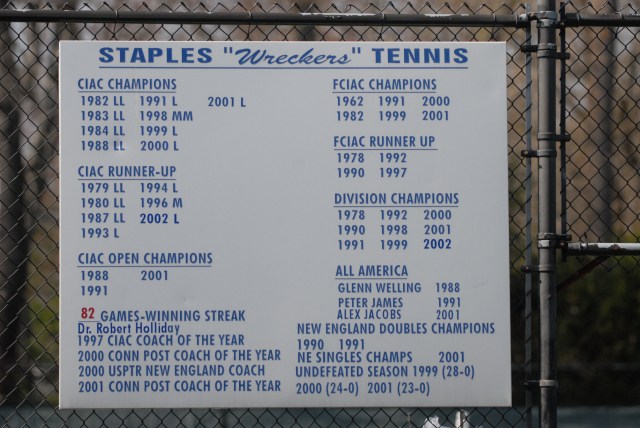 STAPLES "Wreckers" TENNIS
CIAC CHAMPIONS
1982 LL 1991 L 2001 L
1983 LL 1998 MM
1984 LL 1999 L
1988 LL 2000 L
CIAC RUNNER-UP
1979 LL 1994 L
1980 LL 1996 M
1987 LL 2002 L
1993 L
CIAC OPEN CHAMPIONS
1988 2001
1991
82 GAMES-WINNING STREAK
Dr. Robert Holliday
1997 CIAC COACH OF THE YEAR
2000 CONN POST COACH OF THE YEAR
2000 USPTR NEW ENGLAND COACH
2001 CONN POST COACH OF THE YEAR
FCIAC CHAMPIONS
1962 1991 2000
1982 1999 2001
FCIAC RUNNER UP
1978 1992
1990 1997
DIVISION CHAMPIONS
1978 1992 2000
1990 1998 2001
1991 1999 2002
ALL AMERICA
GLENN WELLING 1988
PETER JAMES 1991
ALEX JACOBS 2001
NEW ENGLAND DOUBLES CHAMPIONS
1990 1991
NE SINGLES CHAMPS 2001
UNDEFEATED SEASON 1999 (28-0)
2000 (24-0) 2001 (23-0)